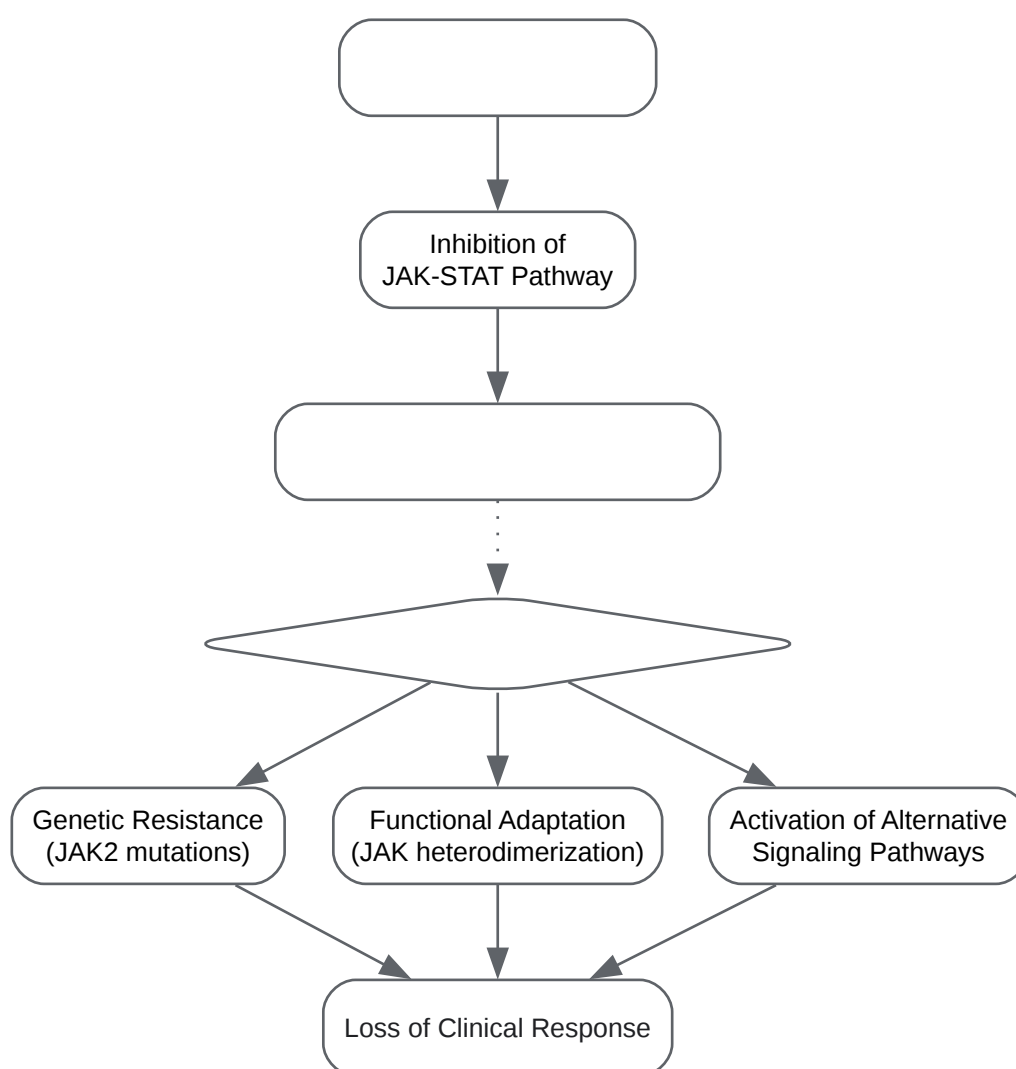 Inhibition of
JAK-STAT Pathway
Genetic Resistance
(JAK2 mutations)
Functional Adaptation
(JAK heterodimerization)
Activation of Alternative
Signaling Pathways
Loss of Clinical Response